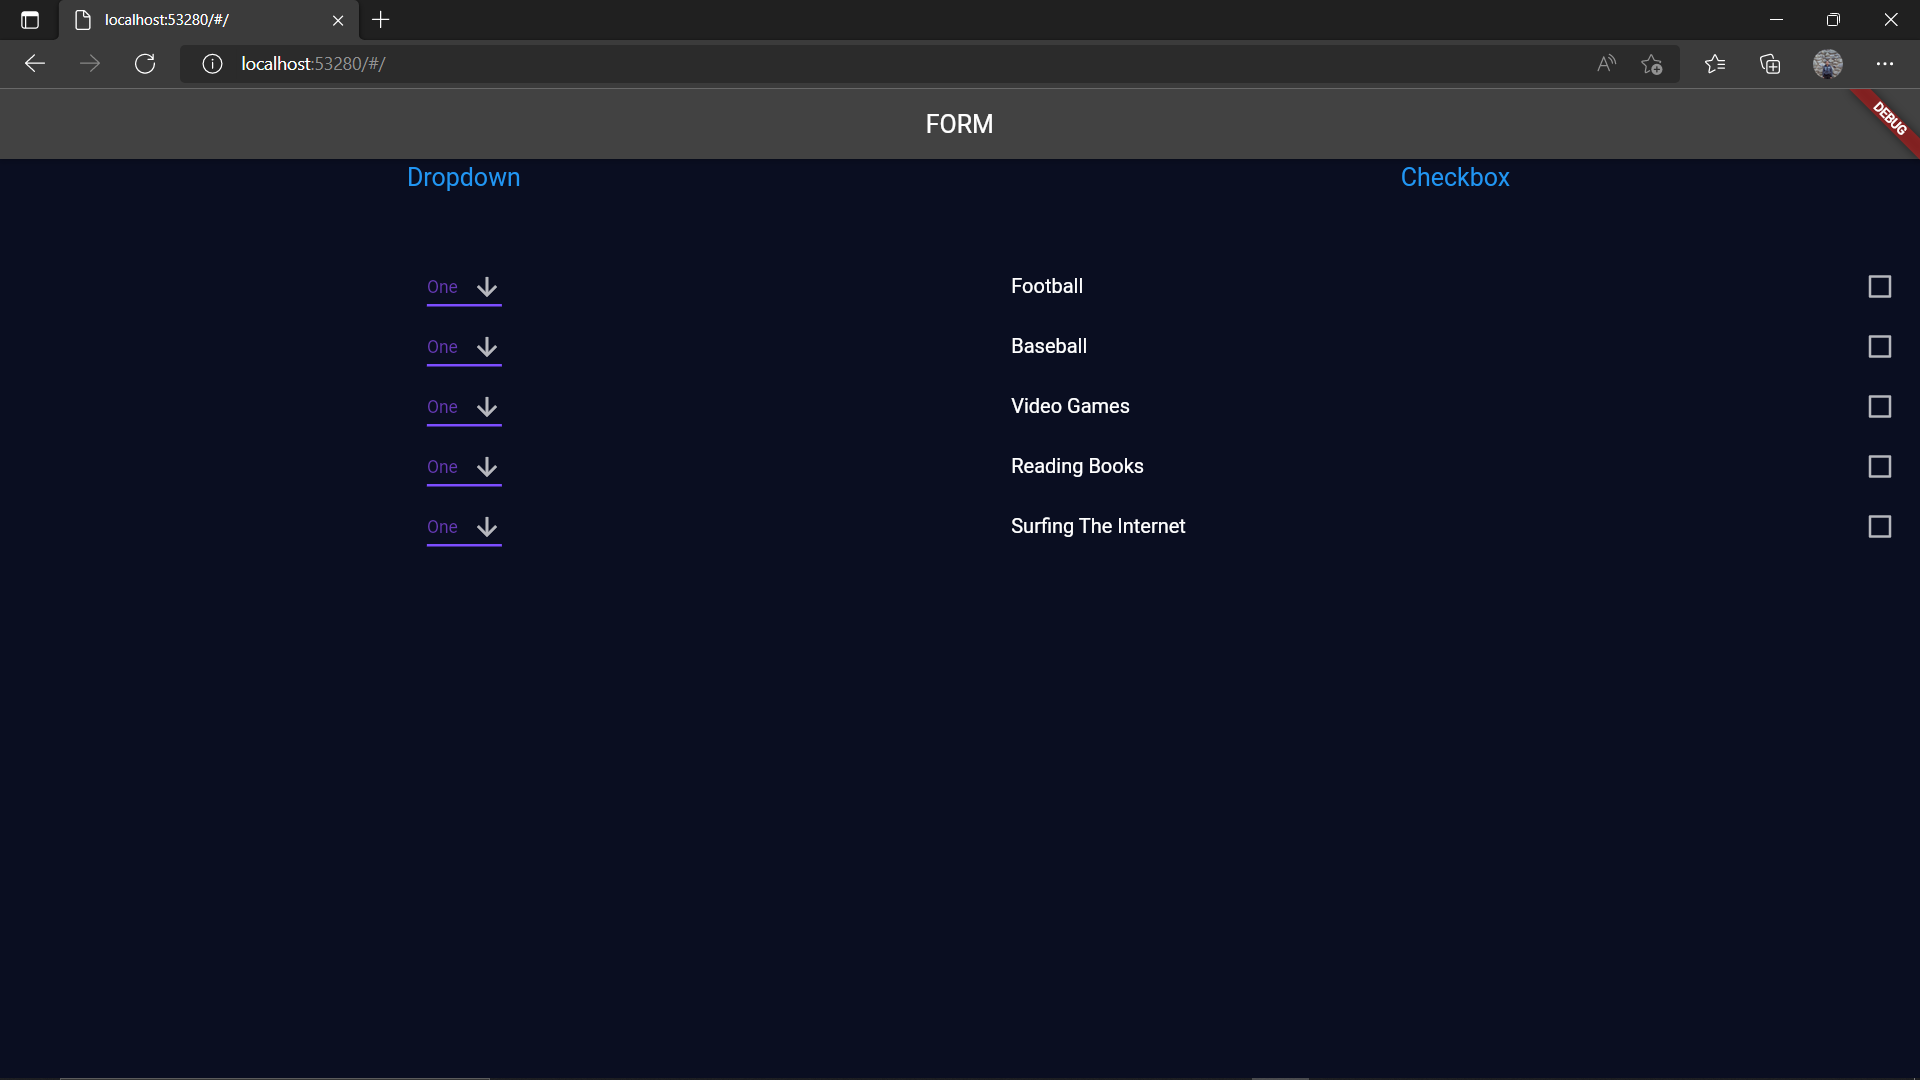 localhost:53280/#/
localhost:53280/#/
FORM
DEBUG
Dropdown Checkbox
One Football
One Baseball
One Video Games
One Reading Books
One Surfing The Internet